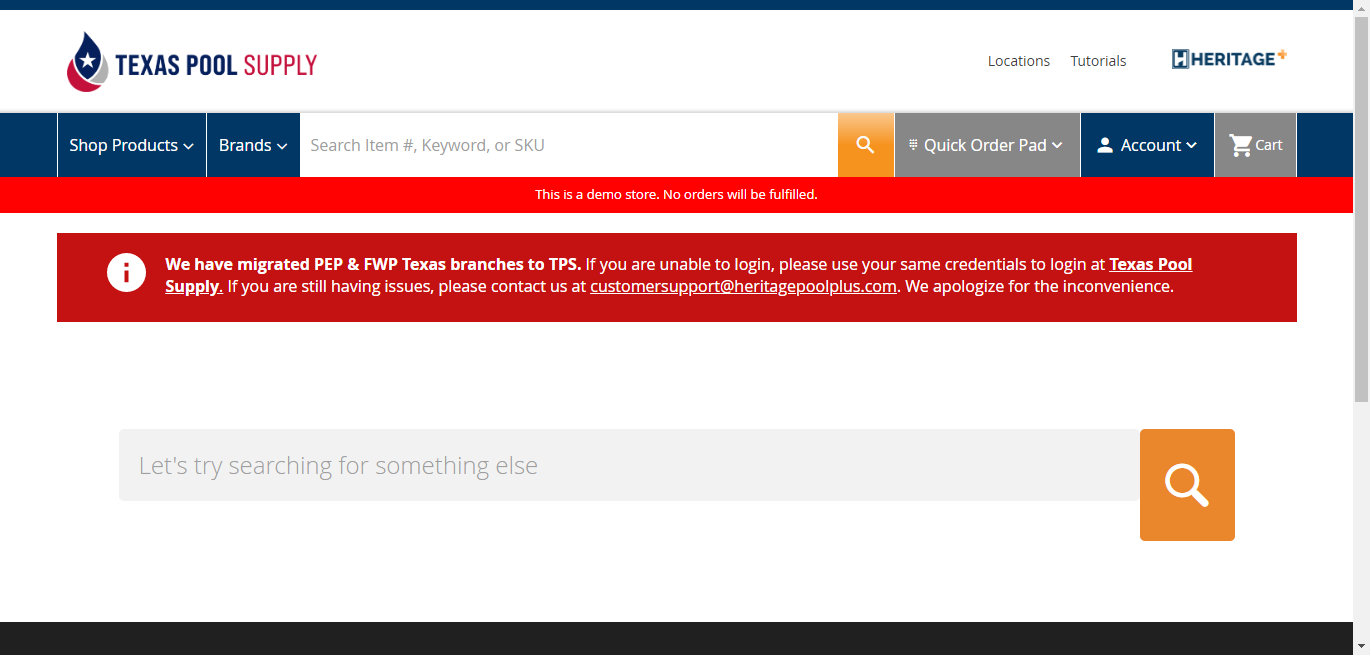 TEXAS POOL SUPPLY
Locations
Tutorials
HERITAGE+
Shop Products
Brands
Search Item #, Keyword, or SKU
Quick Order Pad
Account
Cart
This is a demo store. No orders will be fulfilled.
We have migrated PEP & FWP Texas branches to TPS. If you are unable to login, please use your same credentials to login at Texas Pool
Supply. If you are still having issues, please contact us at customersupport@heritagepoolplus.com. We apologize for the inconvenience.
Let's try searching for something else